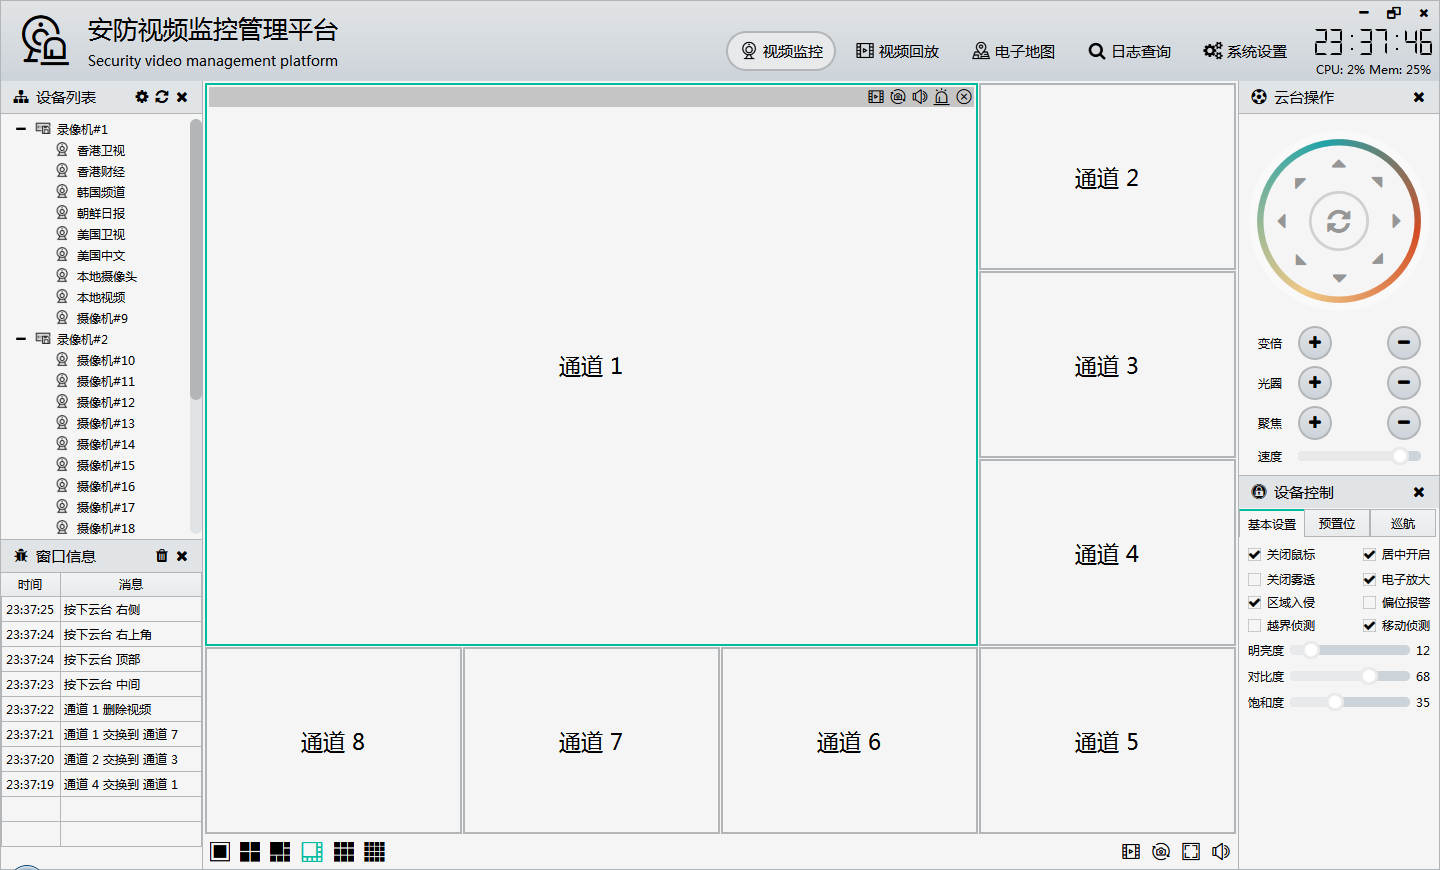 安防视频监控管理平台
Security video management platform
视频监控
视频回放
电子地图
日志查询
系统设置
23:37:46
CPU: 2% Mem: 25%
设备列表
录像机#1
香港卫视
香港财经
韩国频道
朝鲜日报
美国卫视
美国中文
本地摄像头
本地视频
摄像机#9
录像机#2
摄像机#10
摄像机#11
摄像机#12
摄像机#13
摄像机#14
摄像机#15
摄像机#16
摄像机#17
摄像机#18
窗口信息
时间 消息
23:37:25 按下云台 右侧
23:37:24 按下云台 右上角
23:37:24 按下云台 顶部
23:37:23 按下云台 中间
23:37:22 通道 1 删除视频
23:37:21 通道 1 交换到 通道 7
23:37:20 通道 2 交换到 通道 3
23:37:19 通道 4 交换到 通道 1
通道 1
通道 2
通道 3
通道 4
通道 8
通道 7
通道 6
通道 5
云台操作
变倍
光圈
聚焦
速度
设备控制
基本设置 预置位 巡航
关闭鼠标 居中开启
关闭雾透 电子放大
区域入侵 偏位报警
越界侦测 移动侦测
明亮度 12
对比度 68
饱和度 35